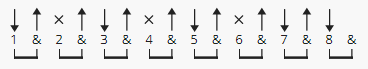 ↓ ↑ × ↑ ↓ ↑ × ↑ ↓ ↑ × ↑ ↓ ↑ ↓
1 & 2 & 3 & 4 & 5 & 6 & 7 & 8 &